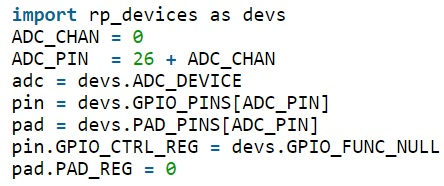 import rp_devices as devs
ADC_CHAN = 0
ADC_PIN  = 26 + ADC_CHAN
adc = devs.ADC_DEVICE
pin = devs.GPIO_PINS[ADC_PIN]
pad = devs.PAD_PINS[ADC_PIN]
pin.GPIO_CTRL_REG = devs.GPIO_FUNC_NULL
pad.PAD_REG = 0